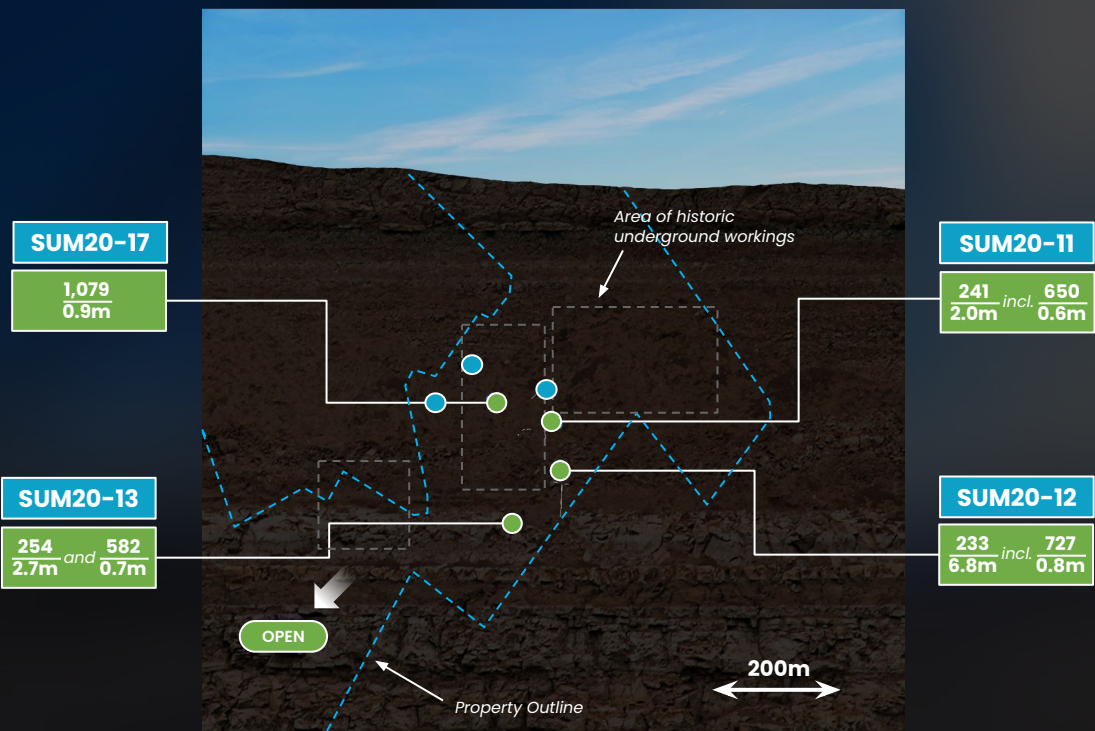 Area of historic
underground workings
SUM20-17
1,079
0.9m
SUM20-11
241 incl. 650
2.0m 0.6m
SUM20-13
254 and 582
2.7m 0.7m
SUM20-12
233 incl. 727
6.8m 0.8m
OPEN
200m
Property Outline